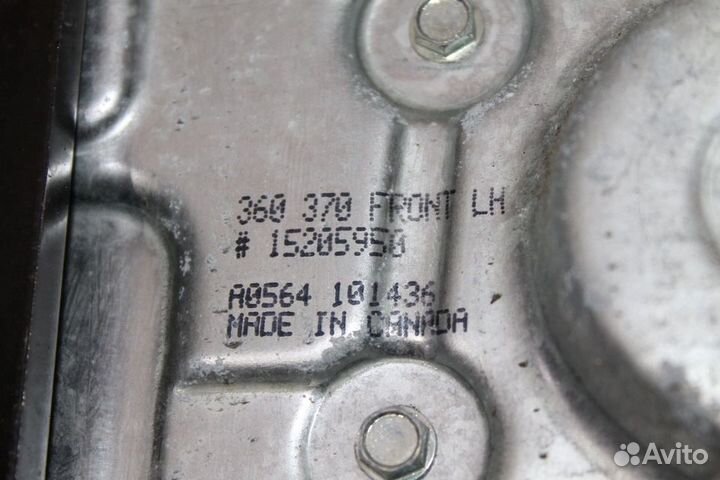 360 370 FRONT LH
# 15205950
A0564 101436
MADE IN CANADA
Avito